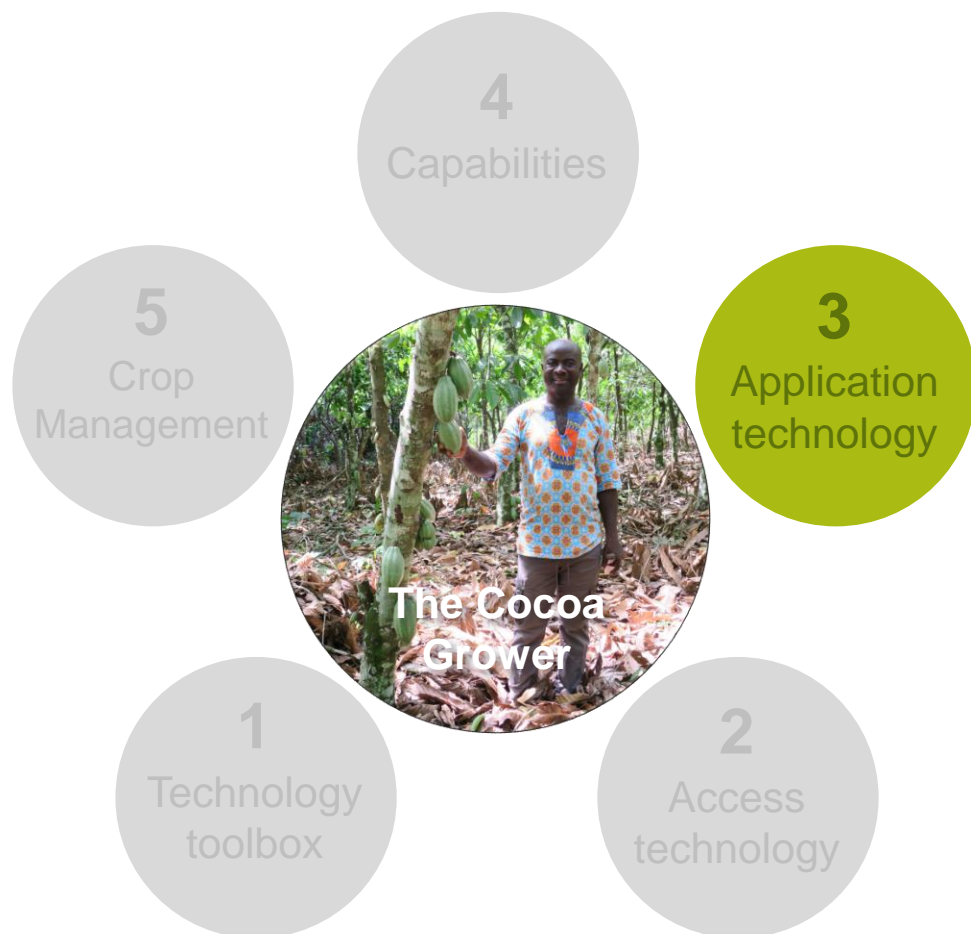 4
Capabilities
5
Crop
Management
3
Application
technology
The Cocoa
Grower
1
Technology
toolbox
2
Access
technology